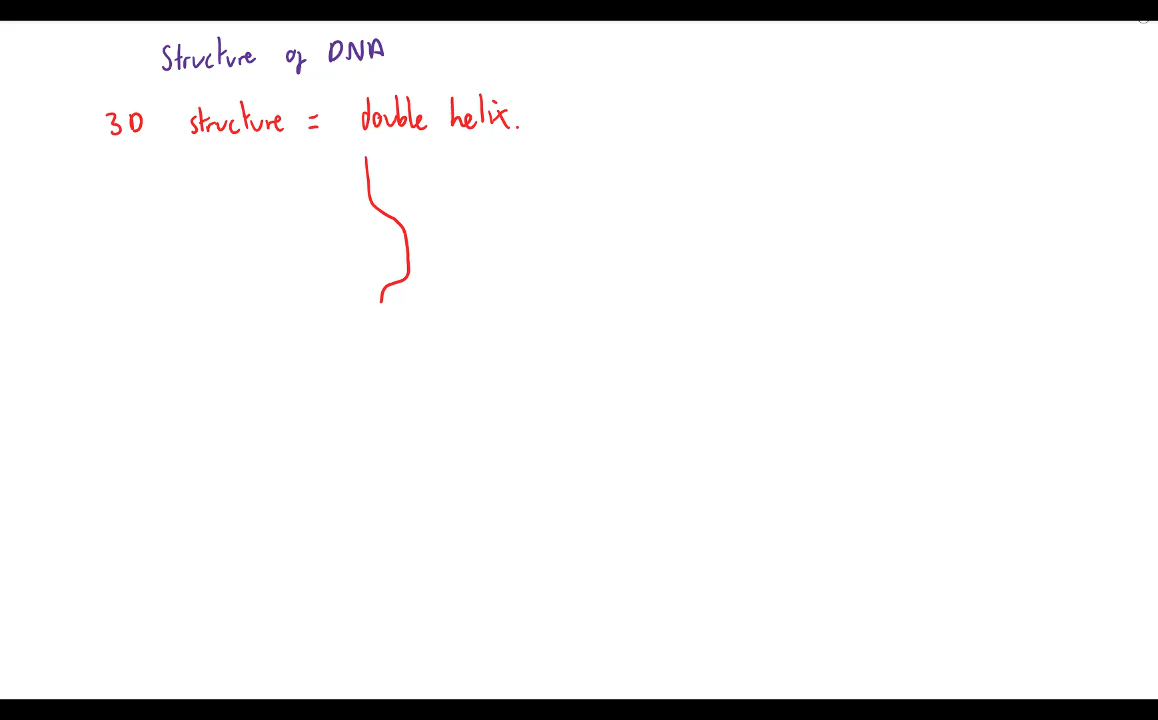 Structure of DNA
3D structure = double helix.